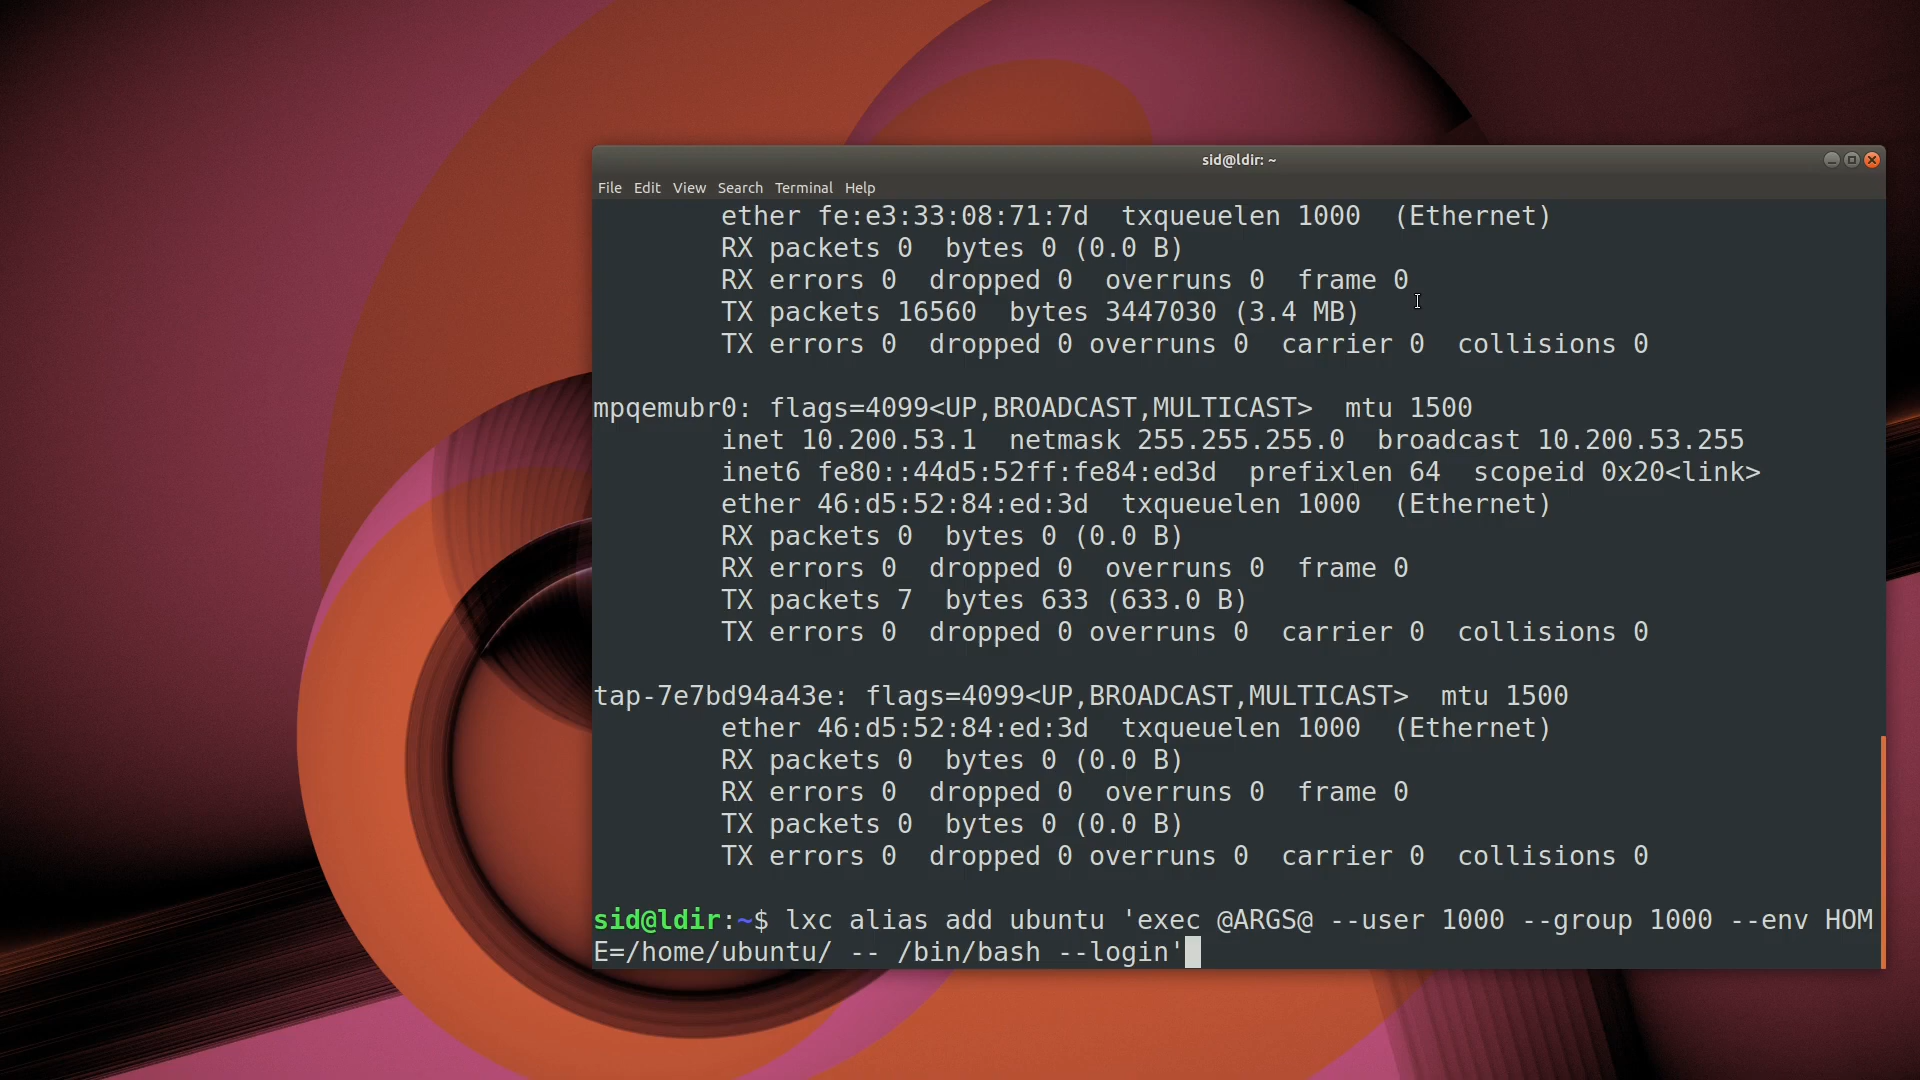 sid@ldir: ~
File Edit View Search Terminal Help
ether fe:e3:33:08:71:7d  txqueuelen 1000  (Ethernet)
RX packets 0  bytes 0 (0.0 B)
RX errors 0  dropped 0  overruns 0  frame 0
TX packets 16560  bytes 3447030 (3.4 MB)
TX errors 0  dropped 0 overruns 0  carrier 0  collisions 0
mpqemubr0: flags=4099<UP,BROADCAST,MULTICAST>  mtu 1500
inet 10.200.53.1  netmask 255.255.255.0  broadcast 10.200.53.255
inet6 fe80::44d5:52ff:fe84:ed3d  prefixlen 64  scopeid 0x20<link>
ether 46:d5:52:84:ed:3d  txqueuelen 1000  (Ethernet)
RX packets 0  bytes 0 (0.0 B)
RX errors 0  dropped 0  overruns 0  frame 0
TX packets 7  bytes 633 (633.0 B)
TX errors 0  dropped 0 overruns 0  carrier 0  collisions 0
tap-7e7bd94a43e: flags=4099<UP,BROADCAST,MULTICAST>  mtu 1500
ether 46:d5:52:84:ed:3d  txqueuelen 1000  (Ethernet)
RX packets 0  bytes 0 (0.0 B)
RX errors 0  dropped 0  overruns 0  frame 0
TX packets 0  bytes 0 (0.0 B)
TX errors 0  dropped 0 overruns 0  carrier 0  collisions 0
sid@ldir:~$ lxc alias add ubuntu 'exec @ARGS@ --user 1000 --group 1000 --env HOM
E=/home/ubuntu/ -- /bin/bash --login'